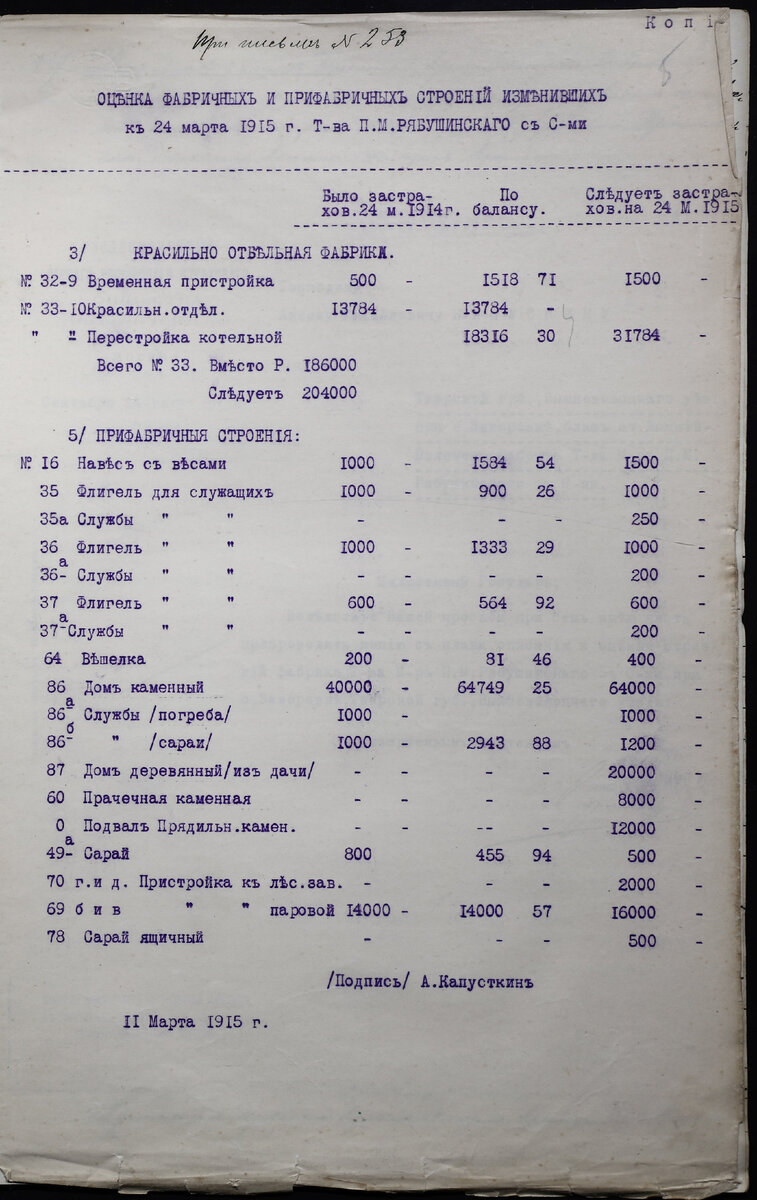 Копі
При письмѣ № 253
5
ОЦѢНКА ФАБРИЧНЫХЪ И ПРИФАБРИЧНЫХЪ СТРОЕНІЙ ИЗМѢНИВШИХЪ
къ 24 марта 1915 г. Т-ва П.М.РЯБУШИНСКАГО съ С-ми
Было застра- По Слѣдуетъ застра-
хов.24 м.1914г. балансу. хов.на 24 М.1915
3/ КРАСИЛЬНО ОТБѢЛЬНАЯ ФАБРИКА.
№ 32-9 Временная пристройка 500 - 1518 71 1500 -
№ 33-10Красильн.отдѣл. 13784 - 13784 -
" " Перестройка котельной 18316 30 31784 -
Всего № 33. Вмѣсто Р. 186000
Слѣдуетъ 204000
5/ ПРИФАБРИЧНЫЯ СТРОЕНІЯ:
№ 16 Навѣсъ съ вѣсами 1000 - 1584 54 1500 -
35 Флигель для служащихъ 1000 - 900 26 1000 -
35а Службы " " - - - 250 -
36 Флигель " " 1000 - 1333 29 1000 -
36а- Службы " " - - - - 200 -
37 Флигель " " 600 - 564 92 600 -
37а-Службы " " - - - - 200 -
64 Вѣшелка 200 - 81 46 400 -
86 Домъ каменный 40000 - 64749 25 64000 -
86а Службы /погреба/ 1000 - 1000 -
86б- " /сараи/ 1000 - 2943 88 1200 -
87 Домъ деревянный/изъ дачи/ - - - - 20000 -
60 Прачечная каменная - - - - 8000 -
0 Подвалъ Прядильн.камен. - - -- - 12000 -
49а- Сарай 800 455 94 500 -
70 г.и д. Пристройка къ лѣс.зав. - - - 2000 -
69 б и в " " паровой 14000 - 14000 57 16000 -
78 Сарай ящичный - - - 500 -
/Подпись/ А.Капусткинъ
11 Марта 1915 г.